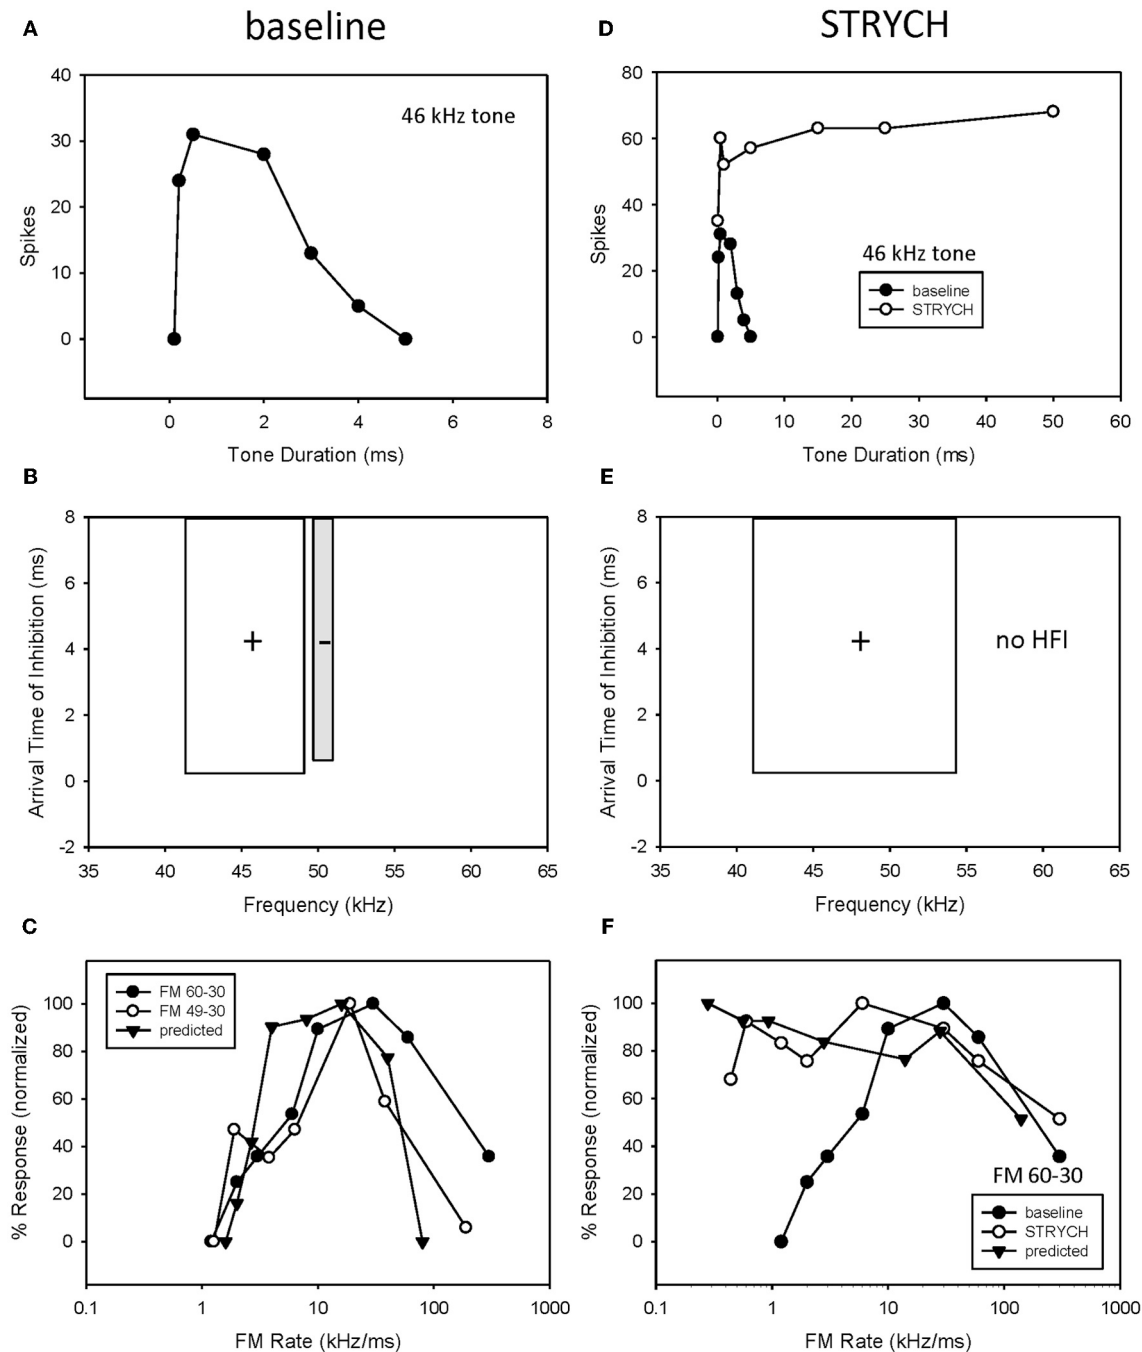 baseline
STRYCH
A
46 kHz tone
40
30
20
10
0
Spikes
0 2 4 6 8
Tone Duration (ms)
D
80
60
40
20
0
Spikes
46 kHz tone
baseline
STRYCH
0 10 20 30 40 50 60
Tone Duration (ms)
B
8
6
4
2
0
-2
Arrival Time of Inhibition (ms)
+
-
35 40 45 50 55 60 65
Frequency (kHz)
E
8
6
4
2
0
-2
Arrival Time of Inhibition (ms)
+
no HFI
35 40 45 50 55 60 65
Frequency (kHz)
C
FM 60-30
FM 49-30
predicted
100
80
60
40
20
0
% Response (normalized)
0.1 1 10 100 1000
FM Rate (kHz/ms)
F
100
80
60
40
20
0
% Response (normalized)
FM 60-30
baseline
STRYCH
predicted
0.1 1 10 100 1000
FM Rate (kHz/ms)